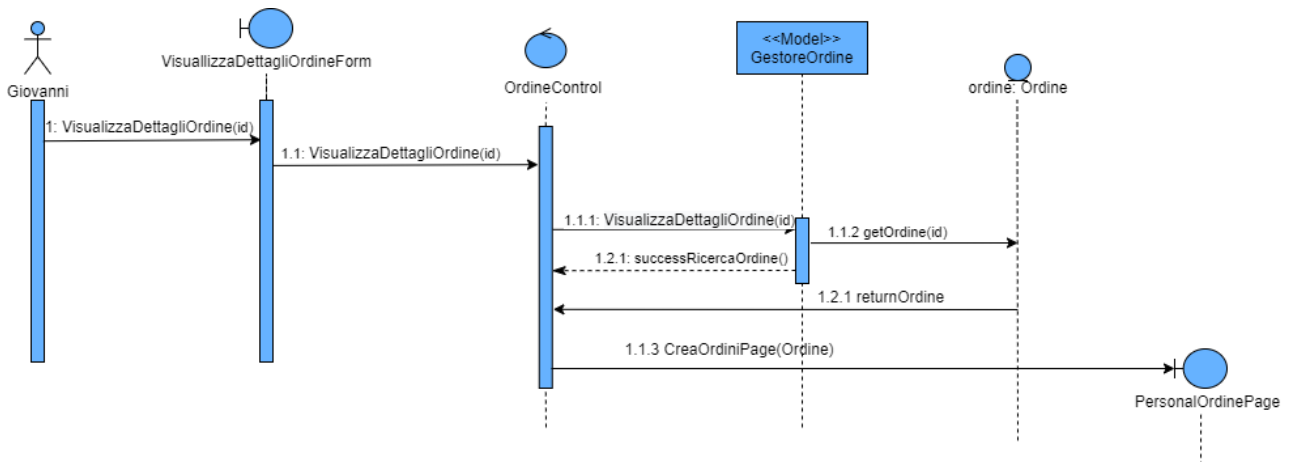 <<Model>>
GestoreOrdine
VisuallizzaDettagliOrdineForm
OrdineControl
ordine: Ordine
Giovanni
1: VisualizzaDettagliOrdine(id)
1.1: VisualizzaDettagliOrdine(id)
1.1.1: VisualizzaDettagliOrdine(id)
1.1.2 getOrdine(id)
1.2.1: successRicercaOrdine()
1.2.1 returnOrdine
1.1.3 CreaOrdiniPage(Ordine)
PersonalOrdinePage